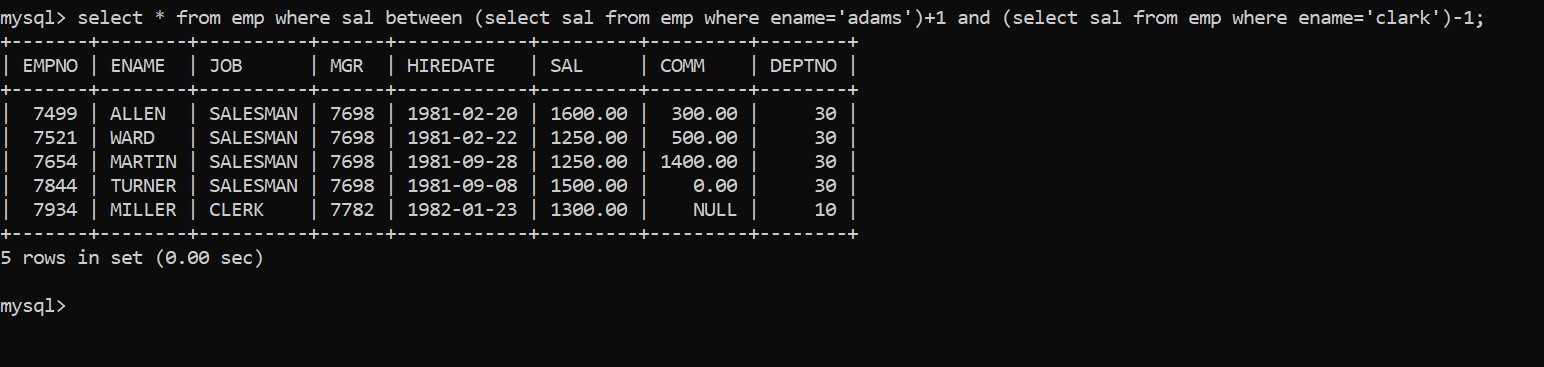 mysql> select * from emp where sal between (select sal from emp where ename='adams')+1 and (select sal from emp where ename='clark')-1;
+-------+--------+----------+------+------------+---------+---------+--------+
| EMPNO | ENAME  | JOB      | MGR  | HIREDATE   | SAL     | COMM    | DEPTNO |
+-------+--------+----------+------+------------+---------+---------+--------+
|  7499 | ALLEN  | SALESMAN | 7698 | 1981-02-20 | 1600.00 |  300.00 |     30 |
|  7521 | WARD   | SALESMAN | 7698 | 1981-02-22 | 1250.00 |  500.00 |     30 |
|  7654 | MARTIN | SALESMAN | 7698 | 1981-09-28 | 1250.00 | 1400.00 |     30 |
|  7844 | TURNER | SALESMAN | 7698 | 1981-09-08 | 1500.00 |    0.00 |     30 |
|  7934 | MILLER | CLERK    | 7782 | 1982-01-23 | 1300.00 |    NULL |     10 |
+-------+--------+----------+------+------------+---------+---------+--------+
5 rows in set (0.00 sec)
mysql>